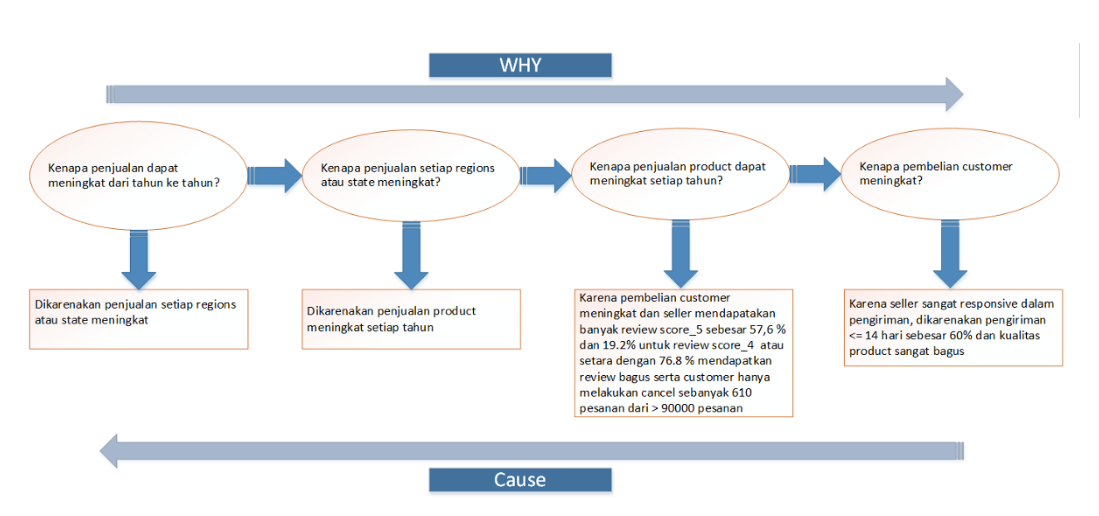 WHY
Kenapa penjualan dapat
meningkat dari tahun ke tahun?
Kenapa penjualan setiap regions
atau state meningkat?
Kenapa penjualan product dapat
meningkat setiap tahun?
Kenapa pembelian customer
meningkat?
Dikarenakan penjualan setiap regions
atau state meningkat
Dikarenakan penjualan product
meningkat setiap tahun
Karena pembelian customer
meningkat dan seller mendapatakan
banyak review score_5 sebesar 57,6 %
dan 19.2% untuk review score_4 atau
setara dengan 76.8 % mendapatkan
review bagus serta customer hanya
melakukan cancel sebanyak 610
pesanan dari > 90000 pesanan
Karena seller sangat responsive dalam
pengiriman, dikarenakan pengiriman
<= 14 hari sebesar 60% dan kualitas
product sangat bagus
Cause